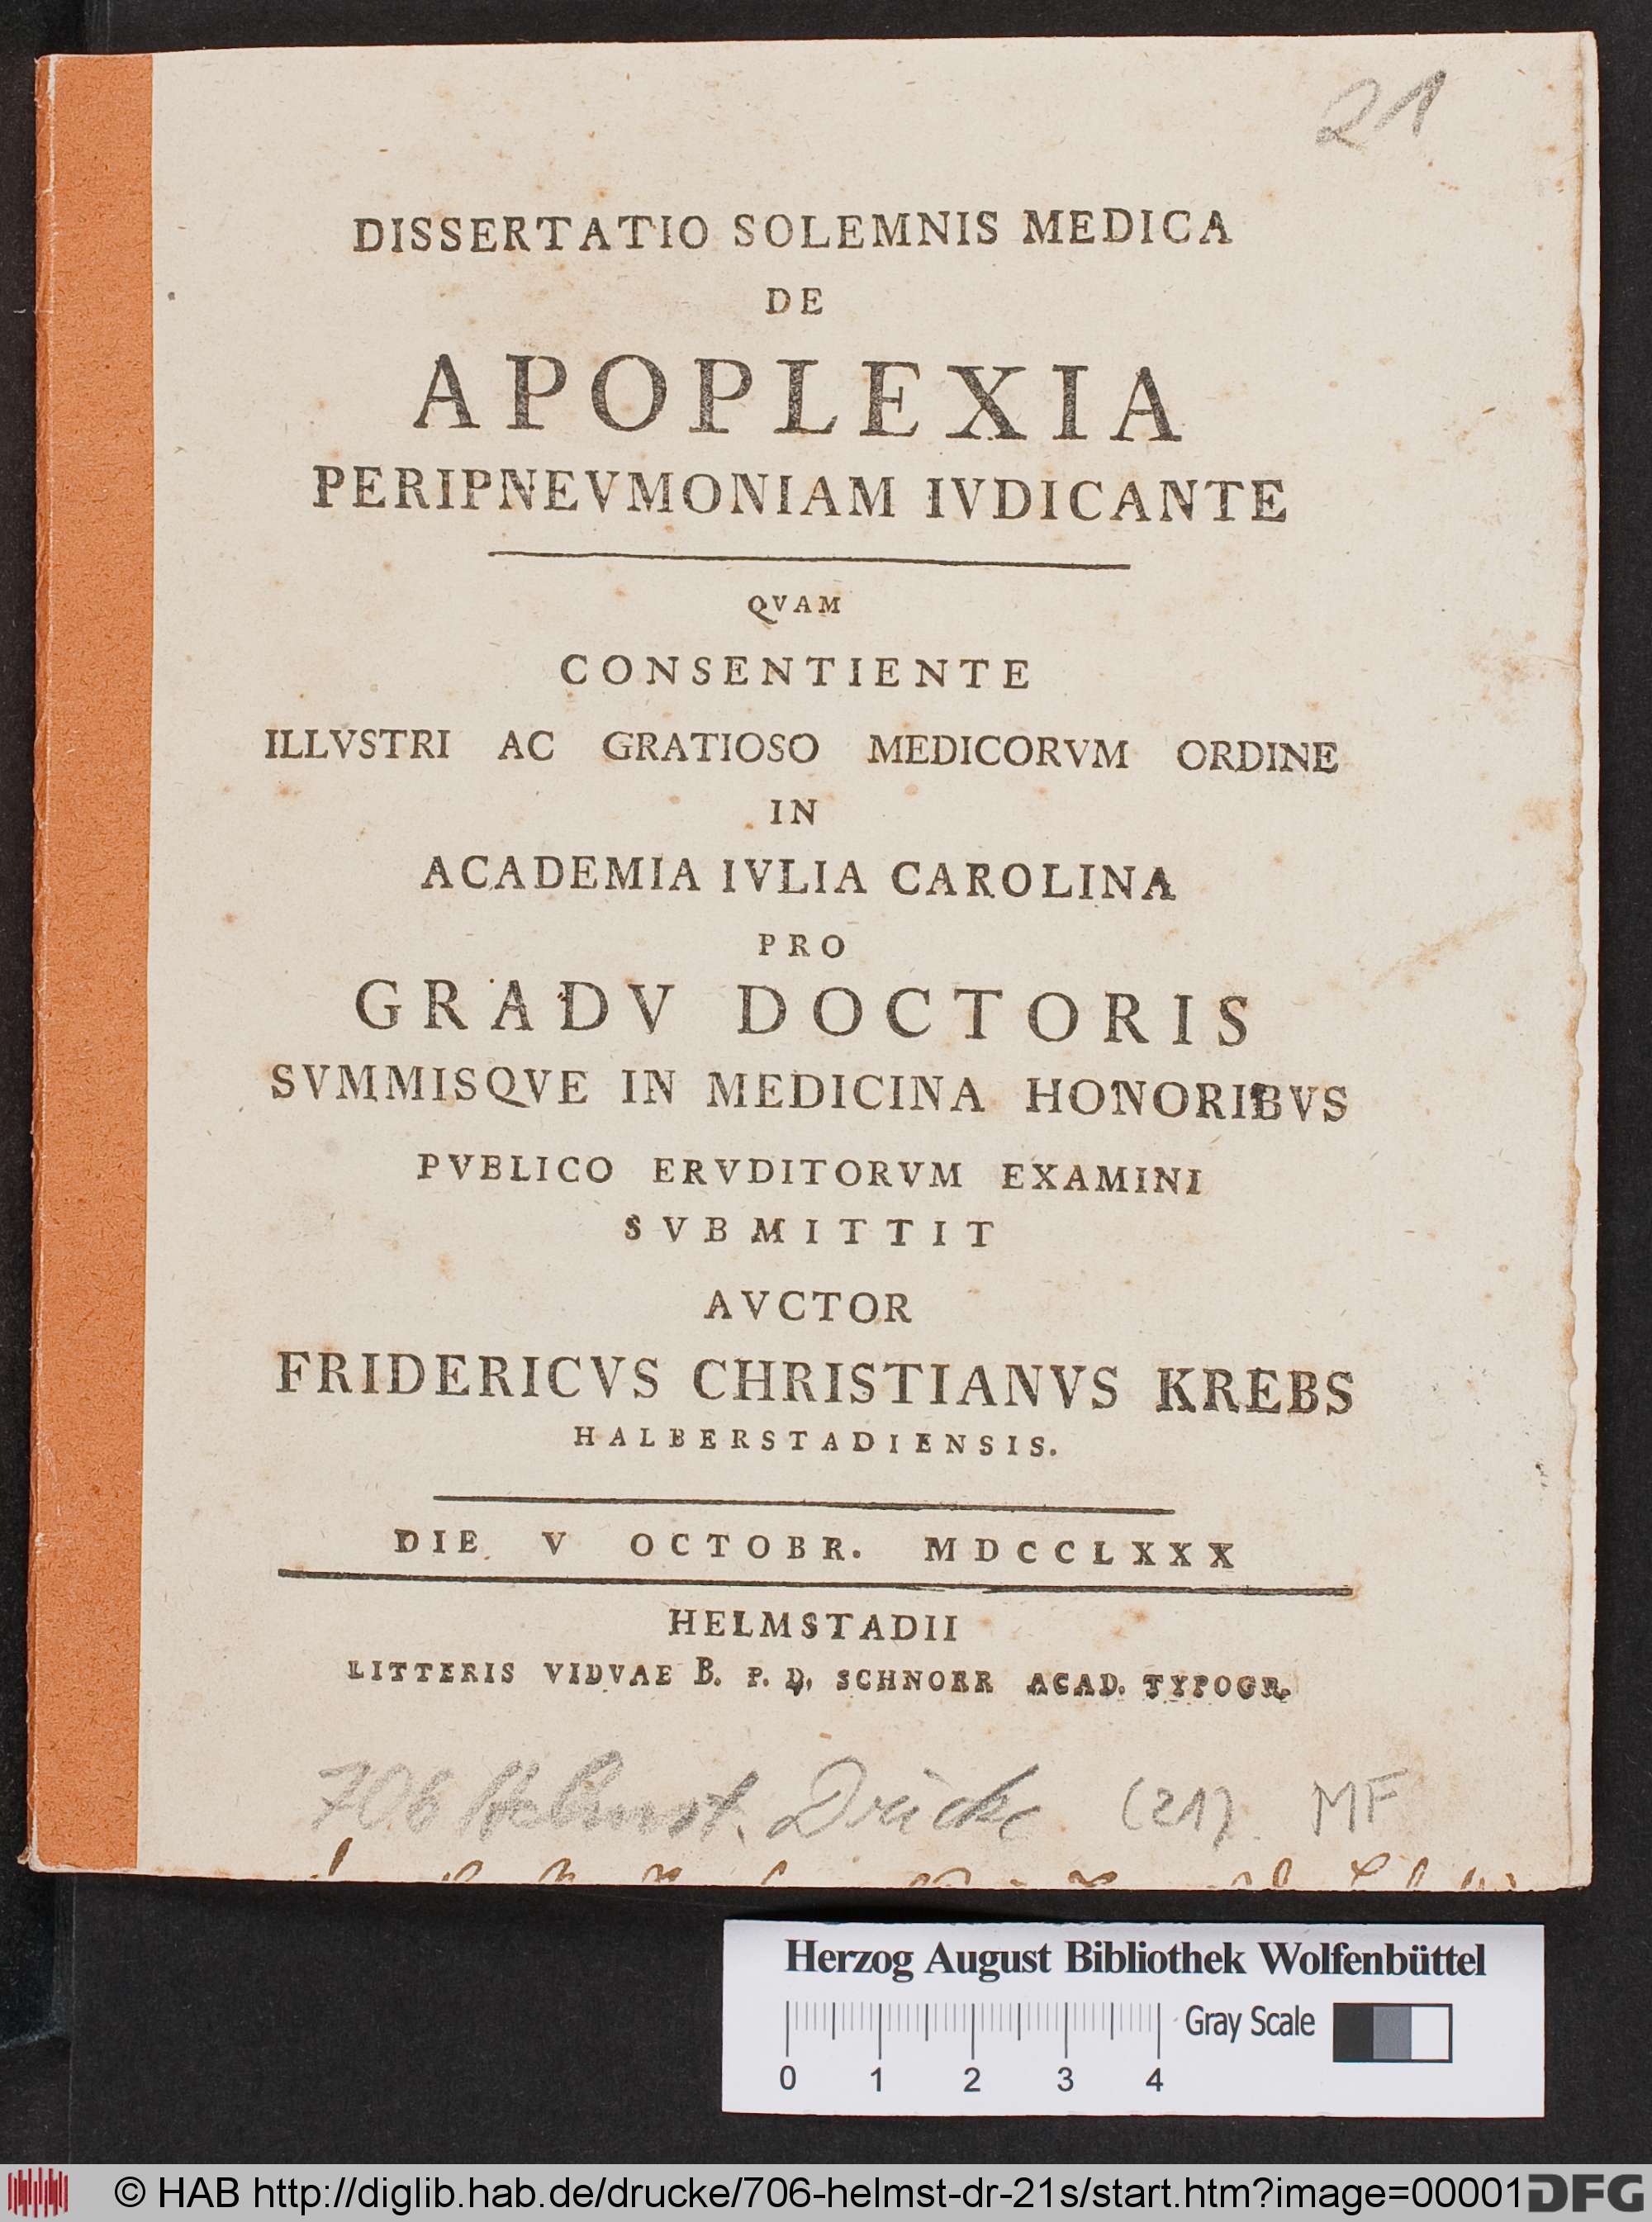 21
DISSERTATIO SOLEMNIS MEDICA
DE
APOPLEXIA
PERIPNEVMONIAM IVDICANTE
QVAM
CONSENTIENTE
ILLVSTRI AC GRATIOSO MEDICORVM ORDINE
IN
ACADEMIA IVLIA CAROLINA
PRO
GRADV DOCTORIS
SVMMISQVE IN MEDICINA HONORIBVS
PVBLICO ERVDITORVM EXAMINI
SVBMITTIT
AVCTOR
FRIDERICVS CHRISTIANVS KREBS
HALBERSTADIENSIS.
DIE V OCTOBR. MDCCLXXX
HELMSTADII
LITTERIS VIDVAE B. P. D. SCHNORR ACAD. TYPOGR.
706 Helmst. Drucke (21) MF
Herzog August Bibliothek Wolfenbüttel
Gray Scale
0 1 2 3 4
© HAB http://diglib.hab.de/drucke/706-helmst-dr-21s/start.htm?image=00001 DFG